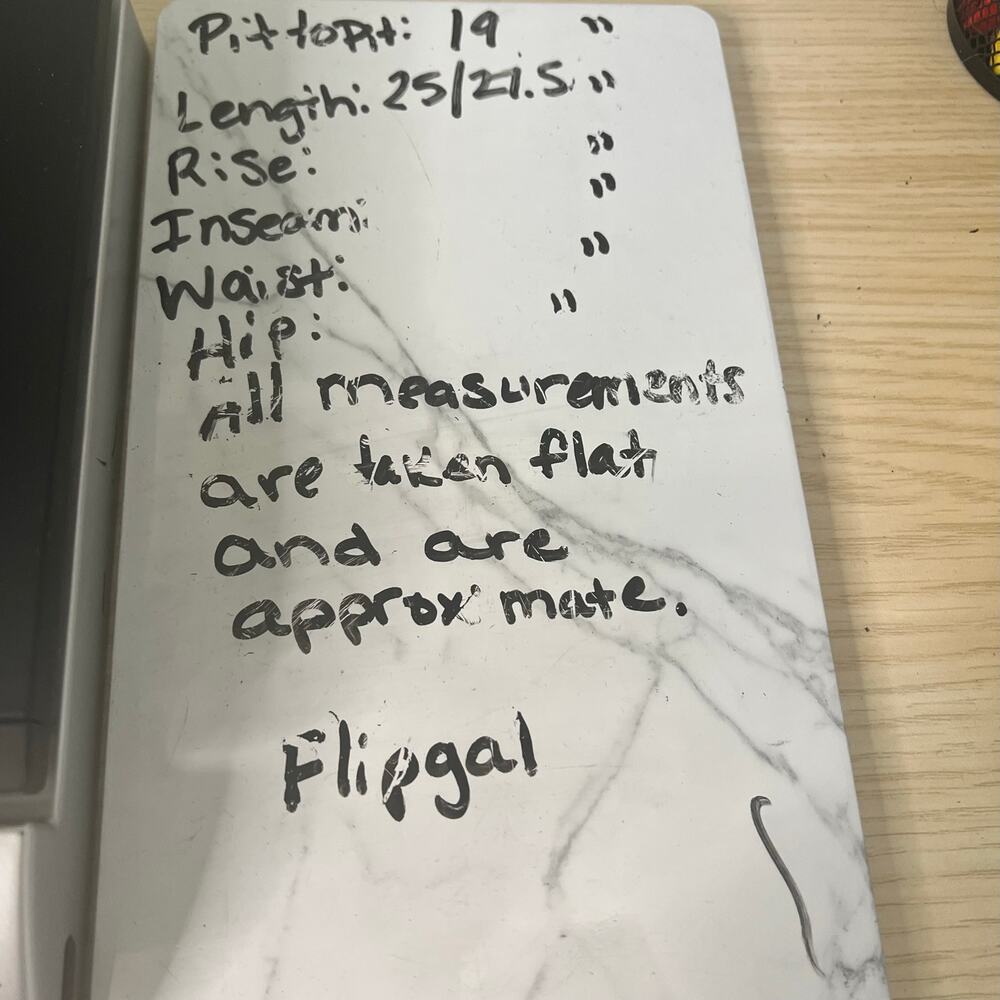 Pit to Pit: 19 "
Length: 25/21.5 "
Rise: "
Inseam: "
Waist: "
Hip: "
All measurements
are taken flat
and are
approximate.
Flipgal